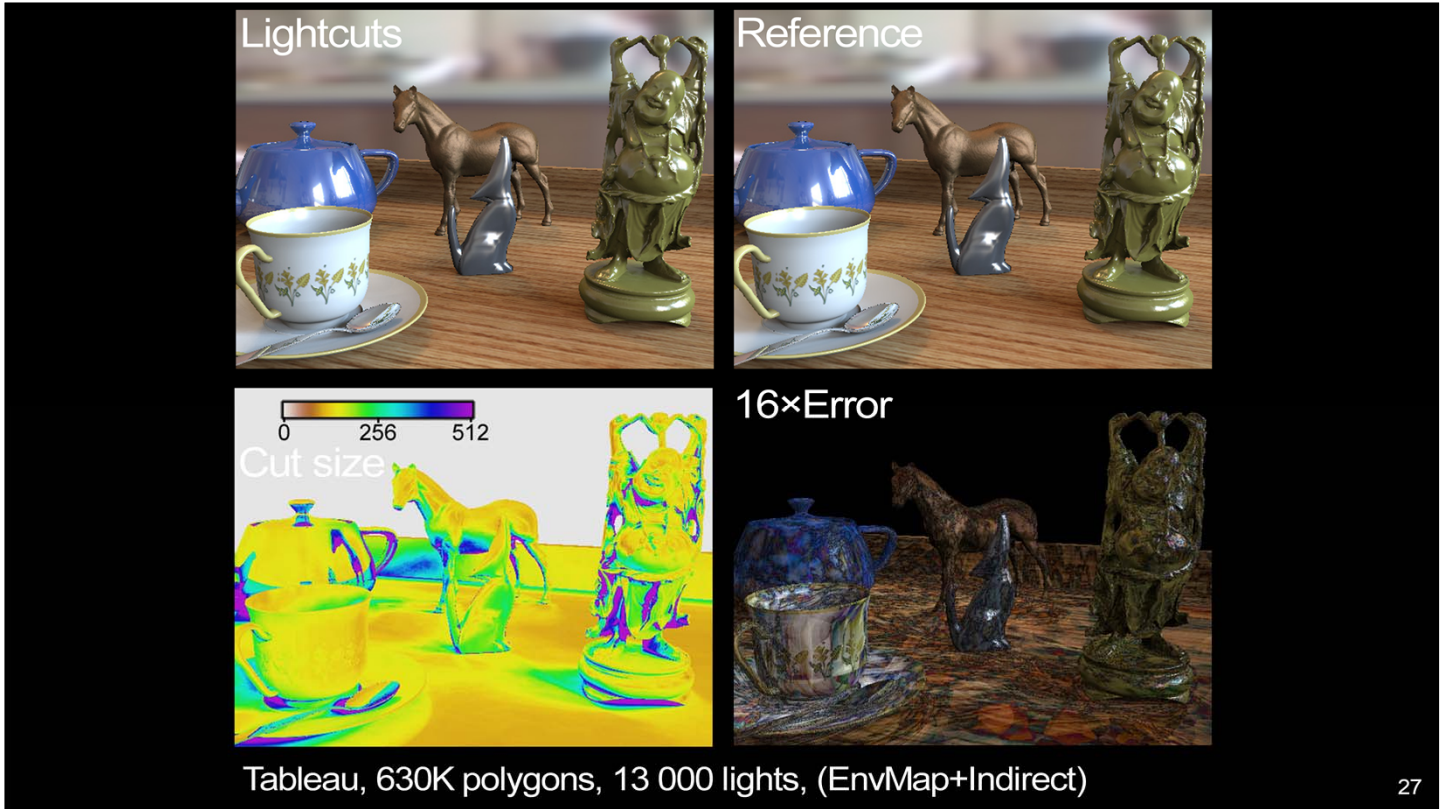 Lightcuts
Reference
0 256 512
Cut size
16×Error
Tableau, 630K polygons, 13 000 lights, (EnvMap+Indirect)
27